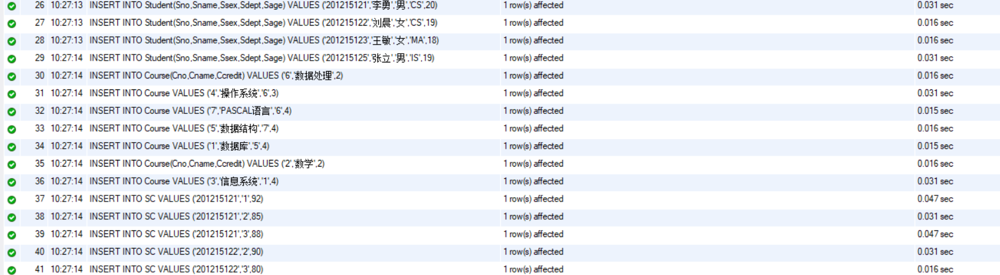 26 10:27:13 INSERT INTO Student(Sno,Sname,Ssex,Sdept,Sage) VALUES ('201215121','李勇','男','CS',20) 1 row(s) affected 0.031 sec
27 10:27:13 INSERT INTO Student(Sno,Sname,Ssex,Sdept,Sage) VALUES ('201215122','刘晨','女','CS',19) 1 row(s) affected 0.016 sec
28 10:27:13 INSERT INTO Student(Sno,Sname,Ssex,Sdept,Sage) VALUES ('201215123','王敏','女','MA',18) 1 row(s) affected 0.016 sec
29 10:27:14 INSERT INTO Student(Sno,Sname,Ssex,Sdept,Sage) VALUES ('201215125','张立','男','IS',19) 1 row(s) affected 0.031 sec
30 10:27:14 INSERT INTO Course(Cno,Cname,Ccredit) VALUES ('6','数据处理',2) 1 row(s) affected 0.016 sec
31 10:27:14 INSERT INTO Course VALUES ('4','操作系统','6',3) 1 row(s) affected 0.031 sec
32 10:27:14 INSERT INTO Course VALUES ('7','PASCAL语言','6',4) 1 row(s) affected 0.015 sec
33 10:27:14 INSERT INTO Course VALUES ('5','数据结构','7',4) 1 row(s) affected 0.016 sec
34 10:27:14 INSERT INTO Course VALUES ('1','数据库','5',4) 1 row(s) affected 0.015 sec
35 10:27:14 INSERT INTO Course(Cno,Cname,Ccredit) VALUES ('2','数学',2) 1 row(s) affected 0.016 sec
36 10:27:14 INSERT INTO Course VALUES ('3','信息系统','1',4) 1 row(s) affected 0.031 sec
37 10:27:14 INSERT INTO SC VALUES ('201215121','1',92) 1 row(s) affected 0.047 sec
38 10:27:14 INSERT INTO SC VALUES ('201215121','2',85) 1 row(s) affected 0.031 sec
39 10:27:14 INSERT INTO SC VALUES ('201215121','3',88) 1 row(s) affected 0.047 sec
40 10:27:14 INSERT INTO SC VALUES ('201215122','2',90) 1 row(s) affected 0.031 sec
41 10:27:14 INSERT INTO SC VALUES ('201215122','3',80) 1 row(s) affected 0.016 sec